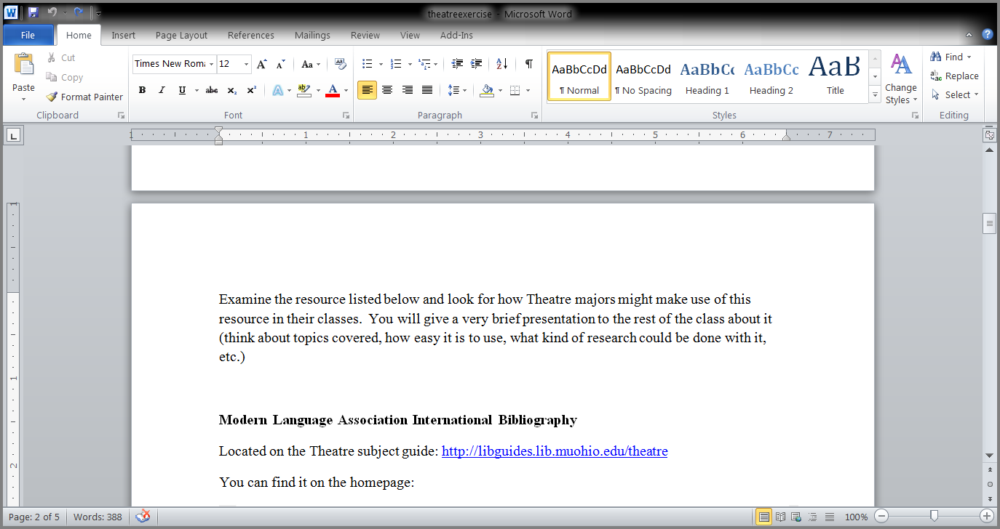 theatreexercise - Microsoft Word
File Home Insert Page Layout References Mailings Review View Add-Ins
Paste
Cut
Copy
Format Painter
Clipboard
Times New Roma 12
Font
Paragraph
AaBbCcDd AaBbCcDd AaBbCc AaBbCc AaB
¶ Normal ¶ No Spacing Heading 1 Heading 2 Title
Change
Styles
Styles
Find
Replace
Select
Editing
1 1 2 3 4 5 6 7
Examine the resource listed below and look for how Theatre majors might make use of this
resource in their classes.  You will give a very brief presentation to the rest of the class about it
(think about topics covered, how easy it is to use, what kind of research could be done with it,
etc.)
Modern Language Association International Bibliography
Located on the Theatre subject guide: http://libguides.lib.muohio.edu/theatre
You can find it on the homepage:
Page: 2 of 5 Words: 388 100%